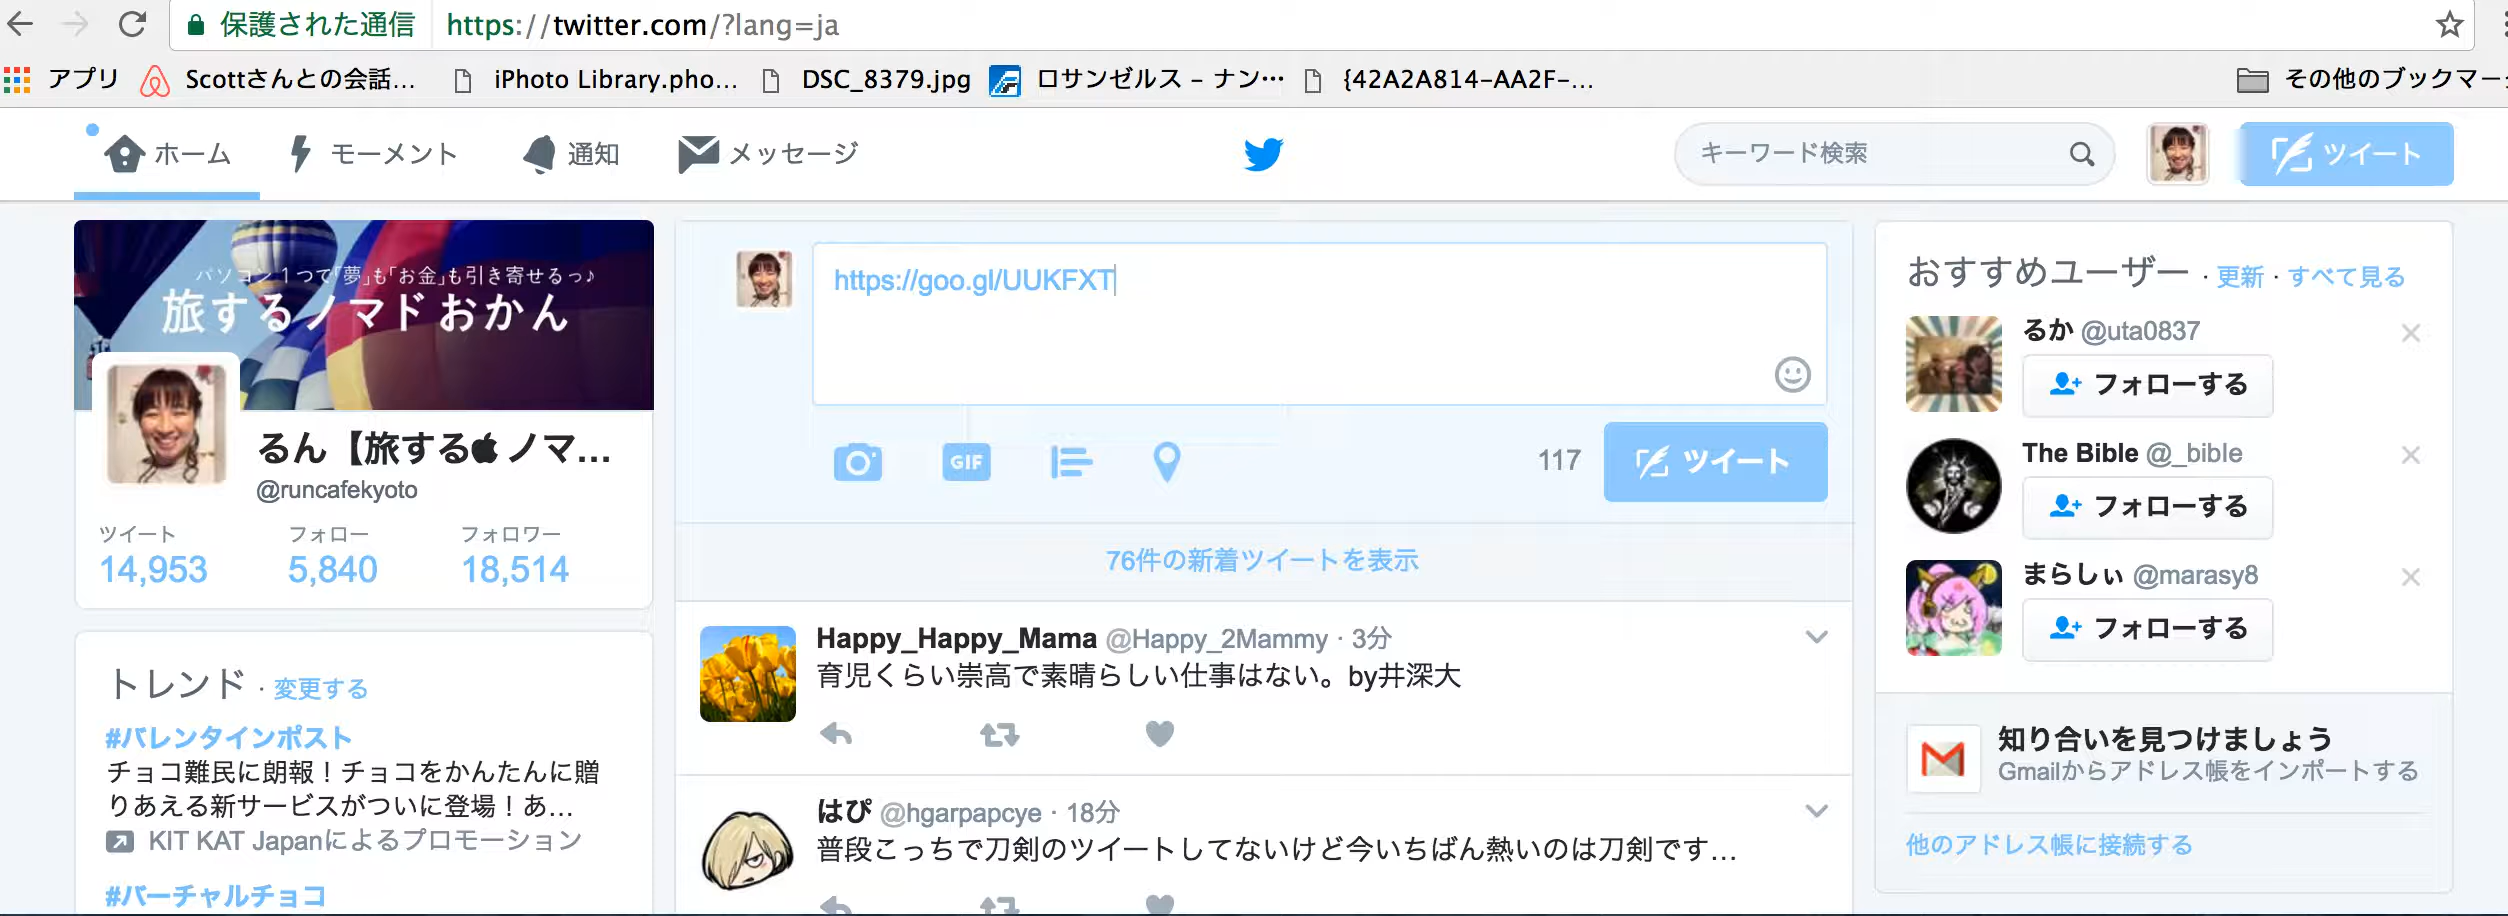 保護された通信 https://twitter.com/?lang=ja
アプリ Scottさんとの会話... iPhoto Library.pho... DSC_8379.jpg ロサンゼルス – ナン... {42A2A814-AA2F-... その他のブックマーク
ホーム モーメント 通知 メッセージ キーワード検索 ツイート
パソコン1つで「夢」も「お金」も引き寄せるっ♪
旅するノマドおかん
るん【旅する ノマ...
@runcafekyoto
ツイート フォロー フォロワー
14,953 5,840 18,514
トレンド · 変更する
#バレンタインポスト
チョコ難民に朗報！チョコをかんたんに贈
りあえる新サービスがついに登場！あ...
KIT KAT Japanによるプロモーション
#バーチャルチョコ
https://goo.gl/UUKFXT
GIF 117 ツイート
76件の新着ツイートを表示
Happy_Happy_Mama @Happy_2Mammy · 3分
育児くらい崇高で素晴らしい仕事はない。by井深大
はぴ @hgarpapcye · 18分
普段こっちで刀剣のツイートしてないけど今いちばん熱いのは刀剣です...
おすすめユーザー · 更新 · すべて見る
るか @uta0837
フォローする
The Bible @_bible
フォローする
まらしぃ @marasy8
フォローする
知り合いを見つけましょう
Gmailからアドレス帳をインポートする
他のアドレス帳に接続する